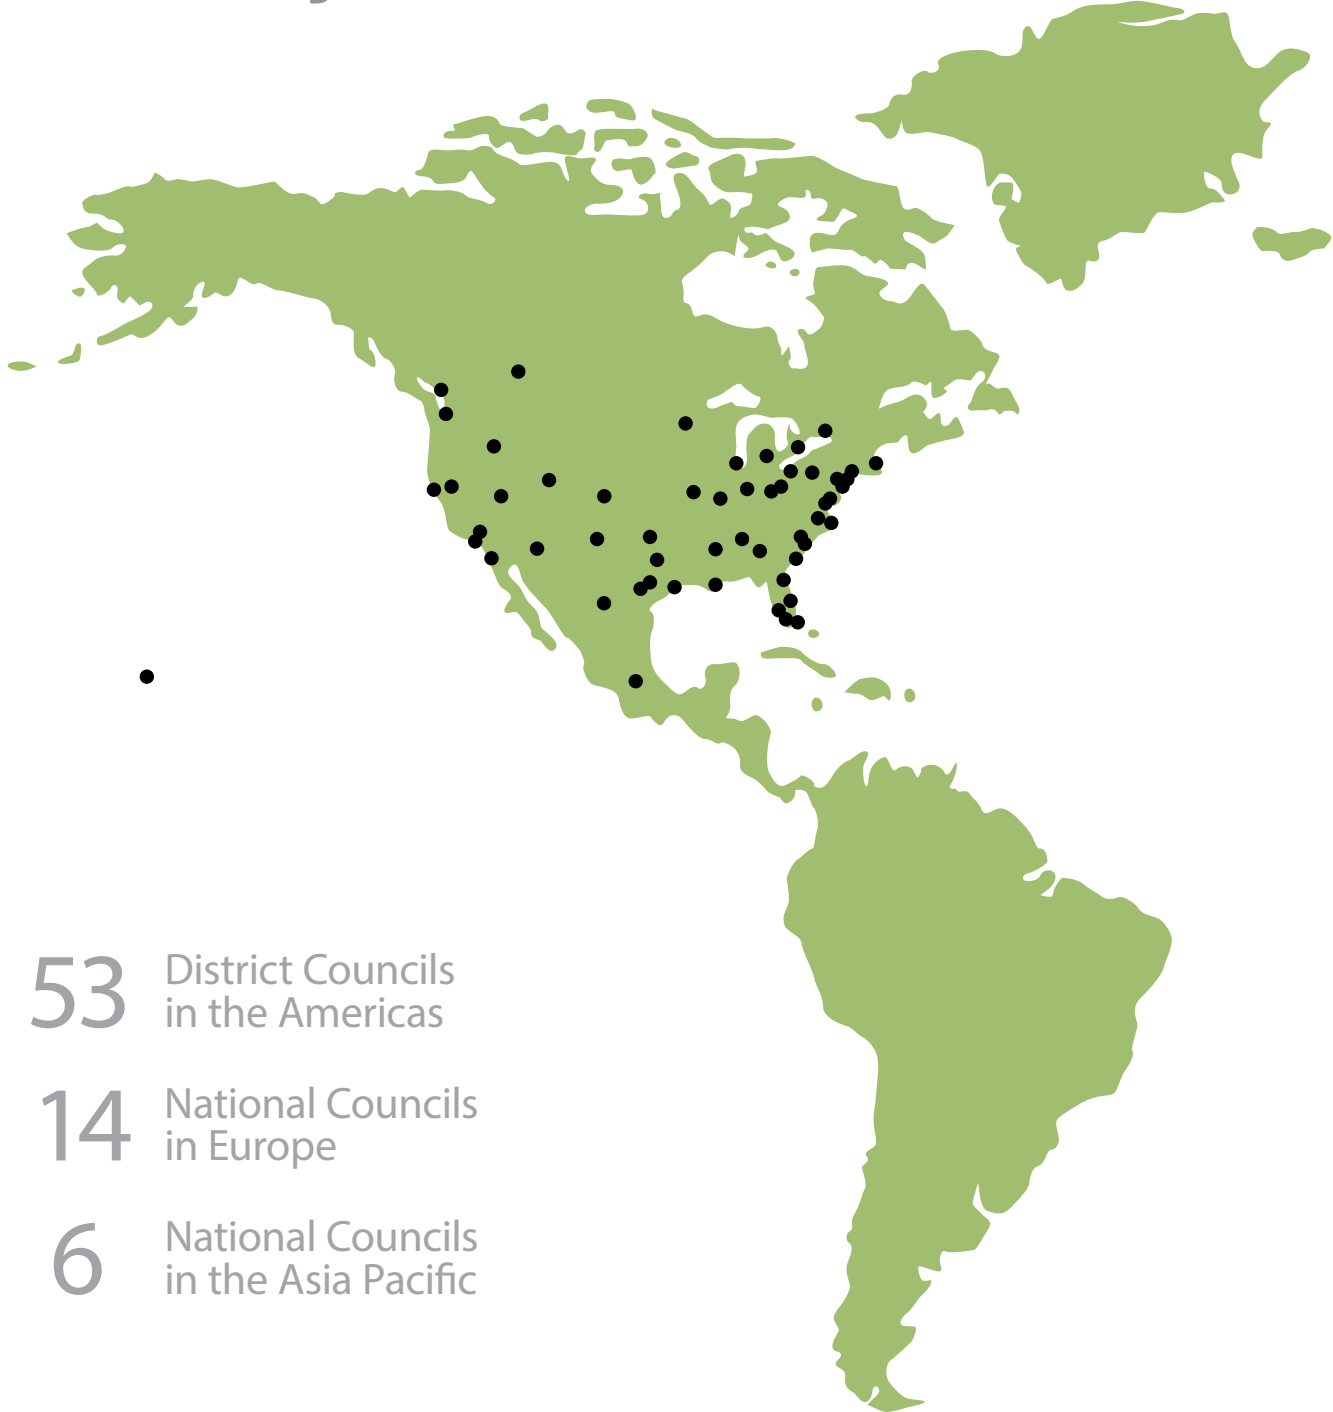 53
District Councils
in the Americas
14
National Councils
in Europe
6
National Councils
in the Asia Pacific